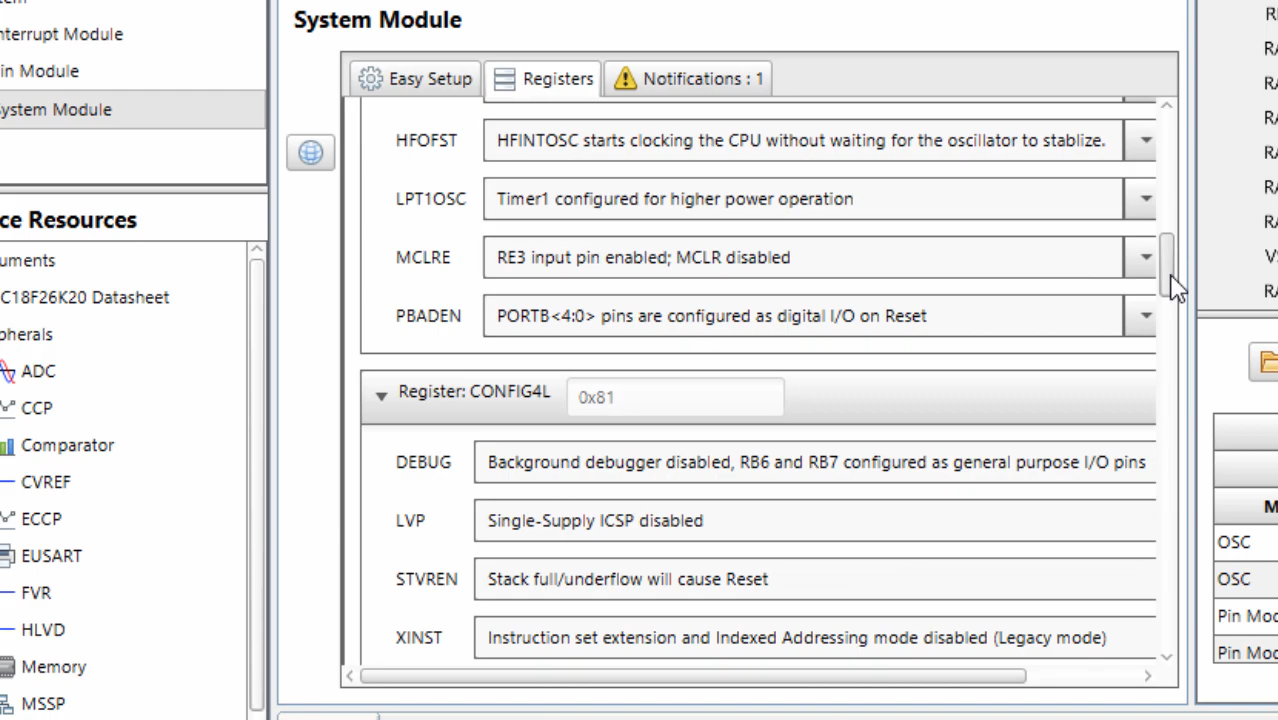 System Module
nterrupt Module
in Module
ystem Module
Easy Setup
Registers
Notifications : 1
HFOFST
HFINTOSC starts clocking the CPU without waiting for the oscillator to stablize.
LPT1OSC
Timer1 configured for higher power operation
MCLRE
RE3 input pin enabled; MCLR disabled
PBADEN
PORTB<4:0> pins are configured as digital I/O on Reset
Register: CONFIG4L
0x81
DEBUG
Background debugger disabled, RB6 and RB7 configured as general purpose I/O pins
LVP
Single-Supply ICSP disabled
STVREN
Stack full/underflow will cause Reset
XINST
Instruction set extension and Indexed Addressing mode disabled (Legacy mode)
ce Resources
uments
C18F26K20 Datasheet
pherals
ADC
CCP
Comparator
CVREF
ECCP
EUSART
FVR
HLVD
Memory
MSSP
OSC
OSC
Pin Mod
Pin Mod